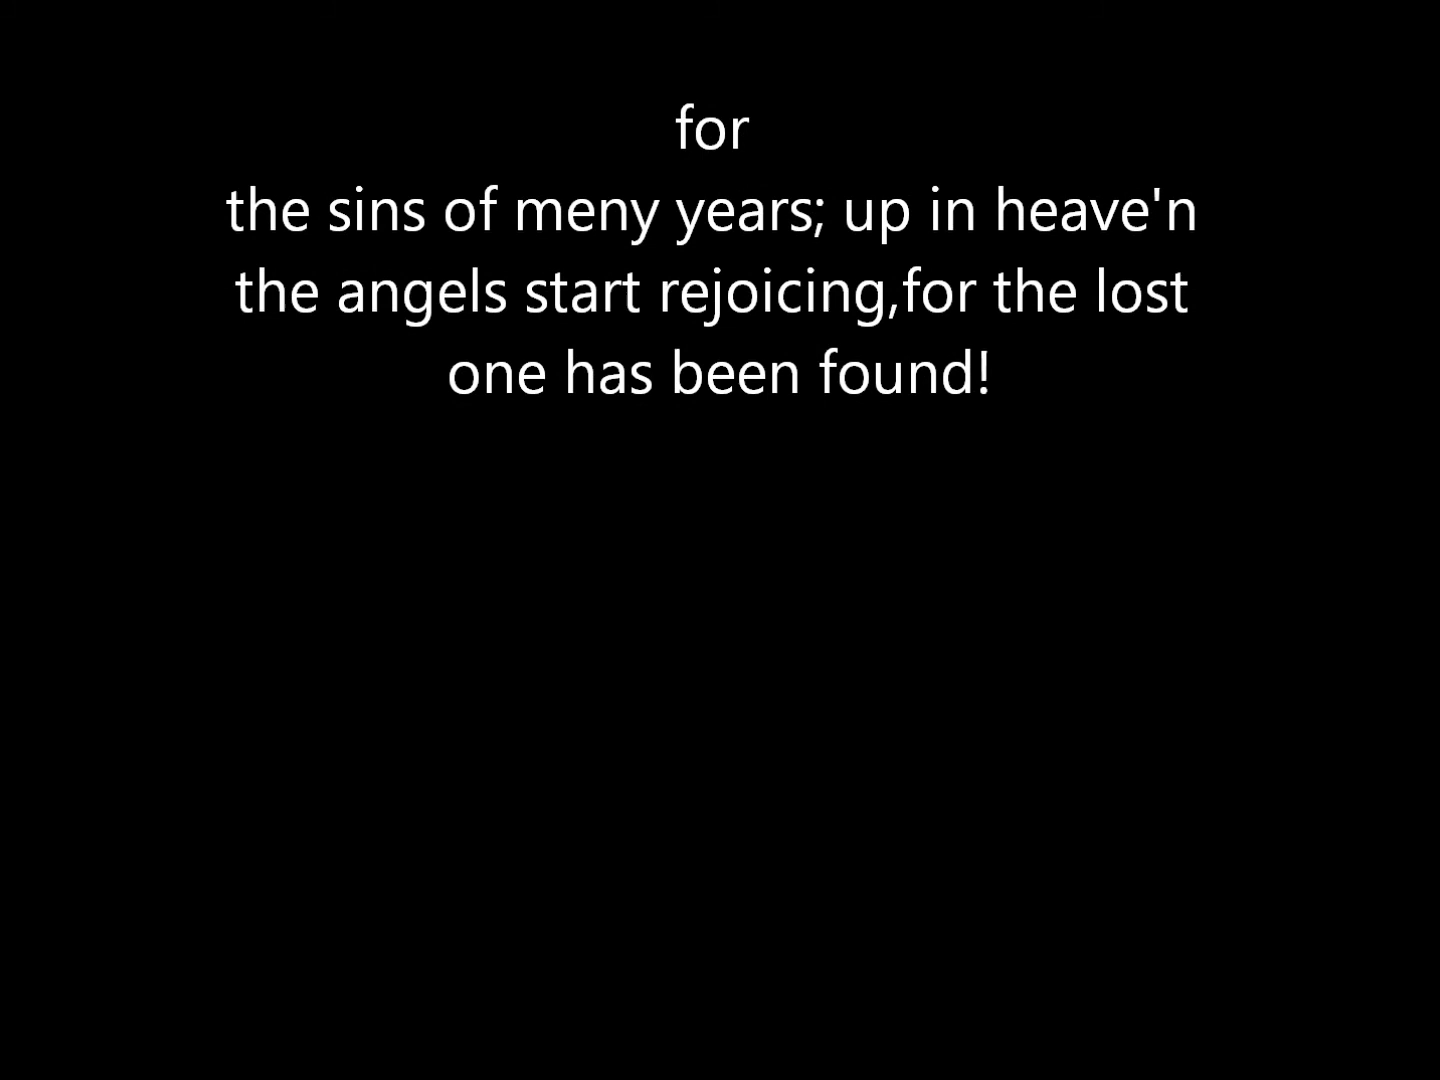 for
the sins of meny years; up in heave'n
the angels start rejoicing,for the lost
one has been found!